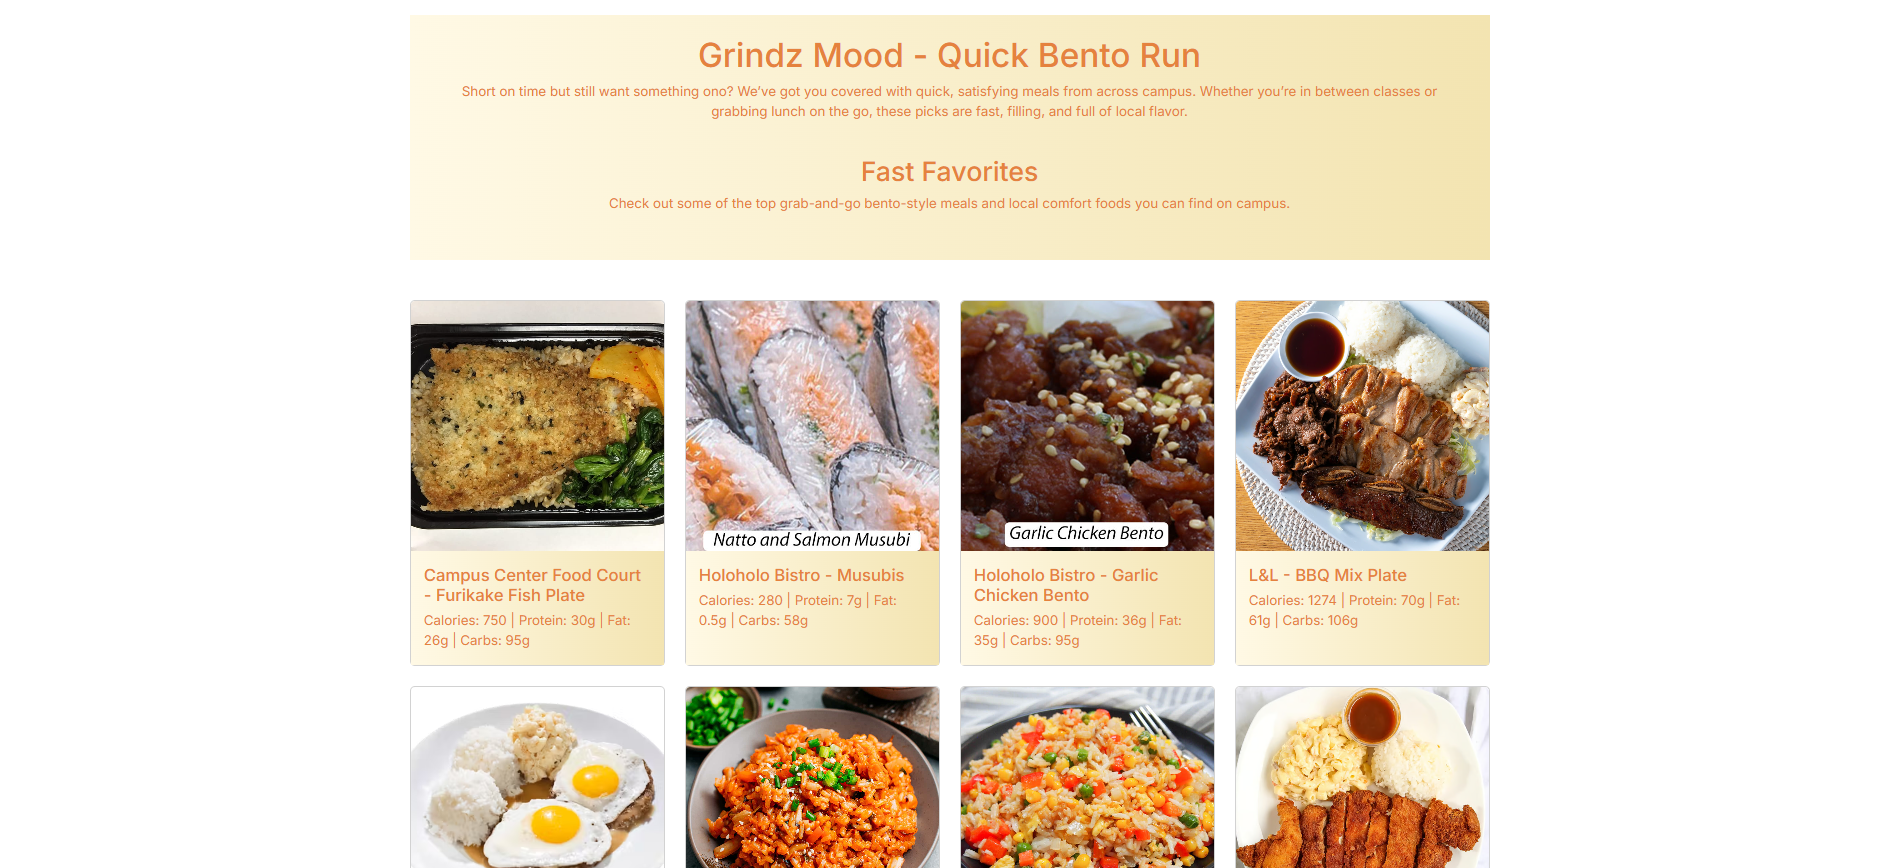 Grindz Mood - Quick Bento Run
Short on time but still want something ono? We’ve got you covered with quick, satisfying meals from across campus. Whether you’re in between classes or
grabbing lunch on the go, these picks are fast, filling, and full of local flavor.
Fast Favorites
Check out some of the top grab-and-go bento-style meals and local comfort foods you can find on campus.
Natto and Salmon Musubi
Garlic Chicken Bento
Campus Center Food Court
- Furikake Fish Plate
Calories: 750 | Protein: 30g | Fat:
26g | Carbs: 95g
Holoholo Bistro - Musubis
Calories: 280 | Protein: 7g | Fat:
0.5g | Carbs: 58g
Holoholo Bistro - Garlic
Chicken Bento
Calories: 900 | Protein: 36g | Fat:
35g | Carbs: 95g
L&L - BBQ Mix Plate
Calories: 1274 | Protein: 70g | Fat:
61g | Carbs: 106g